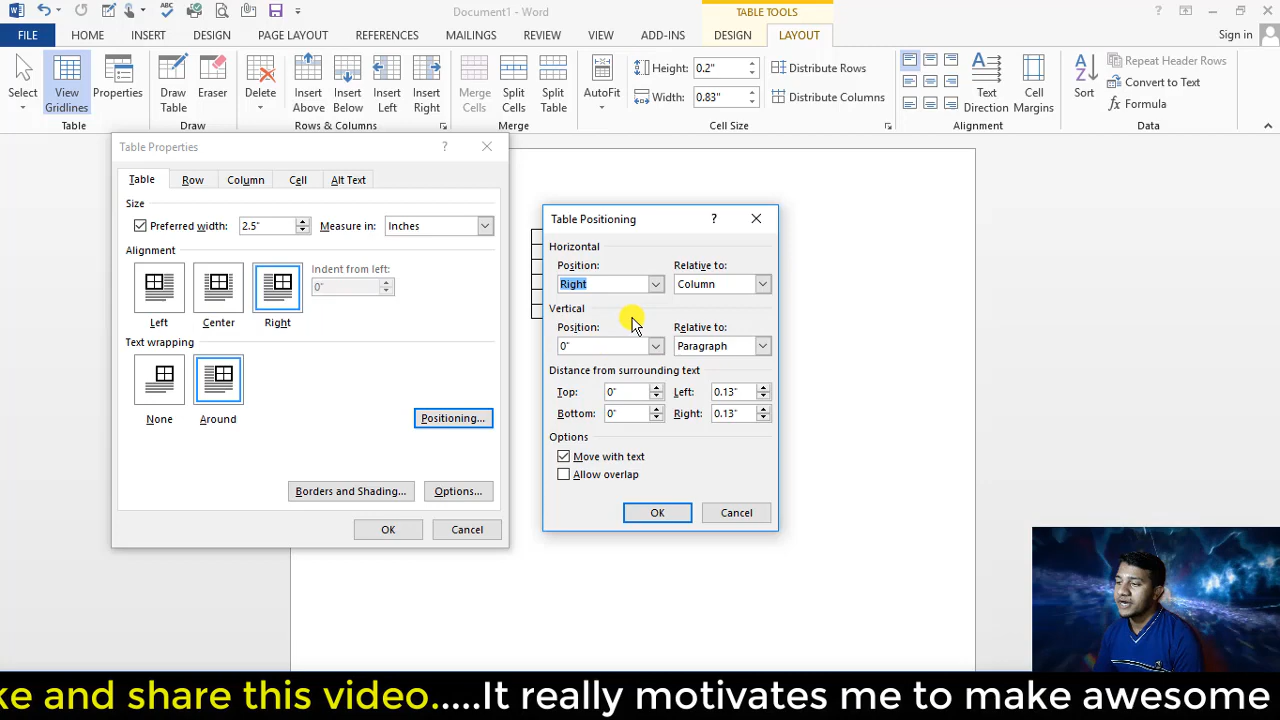 Document1 - Word
TABLE TOOLS
?
FILE
HOME
INSERT
DESIGN
PAGE LAYOUT
REFERENCES
MAILINGS
REVIEW
VIEW
ADD-INS
DESIGN
LAYOUT
Sign in
Select
View Gridlines
Properties
Draw Table
Eraser
Delete
Insert Above
Insert Below
Insert Left
Insert Right
Merge Cells
Split Cells
Split Table
AutoFit
Height: 0.2"
Width: 0.83"
Distribute Rows
Distribute Columns
Text Direction
Cell Margins
Sort
Repeat Header Rows
Convert to Text
Formula
Table
Draw
Rows & Columns
Merge
Cell Size
Alignment
Data
Table Properties
?
Table
Row
Column
Cell
Alt Text
Size
Preferred width: 2.5" Measure in: Inches
Alignment
Indent from left:
0"
Left
Center
Right
Text wrapping
None
Around
Positioning...
Borders and Shading...
Options...
OK
Cancel
Table Positioning
?
Horizontal
Position: Relative to:
Right Column
Vertical
Position: Relative to:
0" Paragraph
Distance from surrounding text
Top: 0" Left: 0.13"
Bottom: 0" Right: 0.13"
Options
Move with text
Allow overlap
OK
Cancel
ke and share this video.....It really motivates me to make awesome